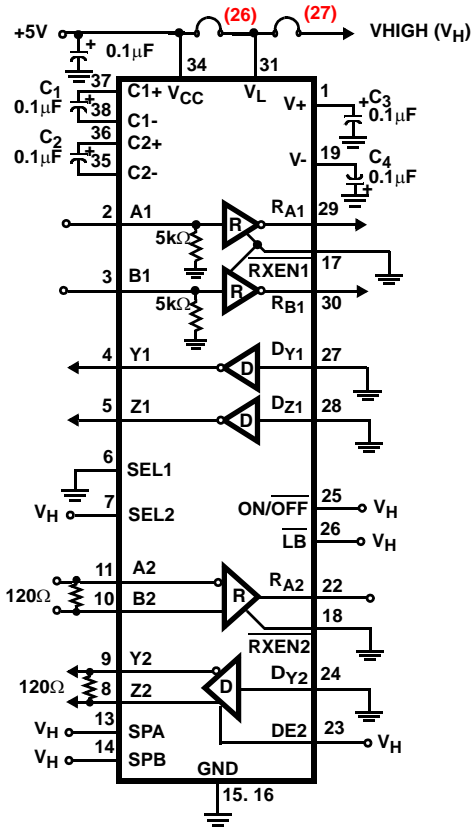 +5V
(26)
(27)
VHIGH (VH)
+
0.1µF
34
31
C1
0.1µF
+
37
C1+
VCC
VL
V+
1
+
C3
0.1µF
38
C1-
C2
0.1µF
+
36
C2+
35
C2-
V-
19
C4
0.1µF
+
2
A1
R
RA1
29
5kΩ
RXEN1
17
3
B1
R
RB1
30
5kΩ
4
Y1
D
DY1
27
5
Z1
D
DZ1
28
6
SEL1
VH
7
SEL2
ON/OFF
25
VH
LB
26
VH
120Ω
11
A2
R
RA2
22
10
B2
RXEN2
18
120Ω
9
Y2
D
DY2
24
8
Z2
VH
13
SPA
DE2
23
VH
VH
14
SPB
GND
15. 16